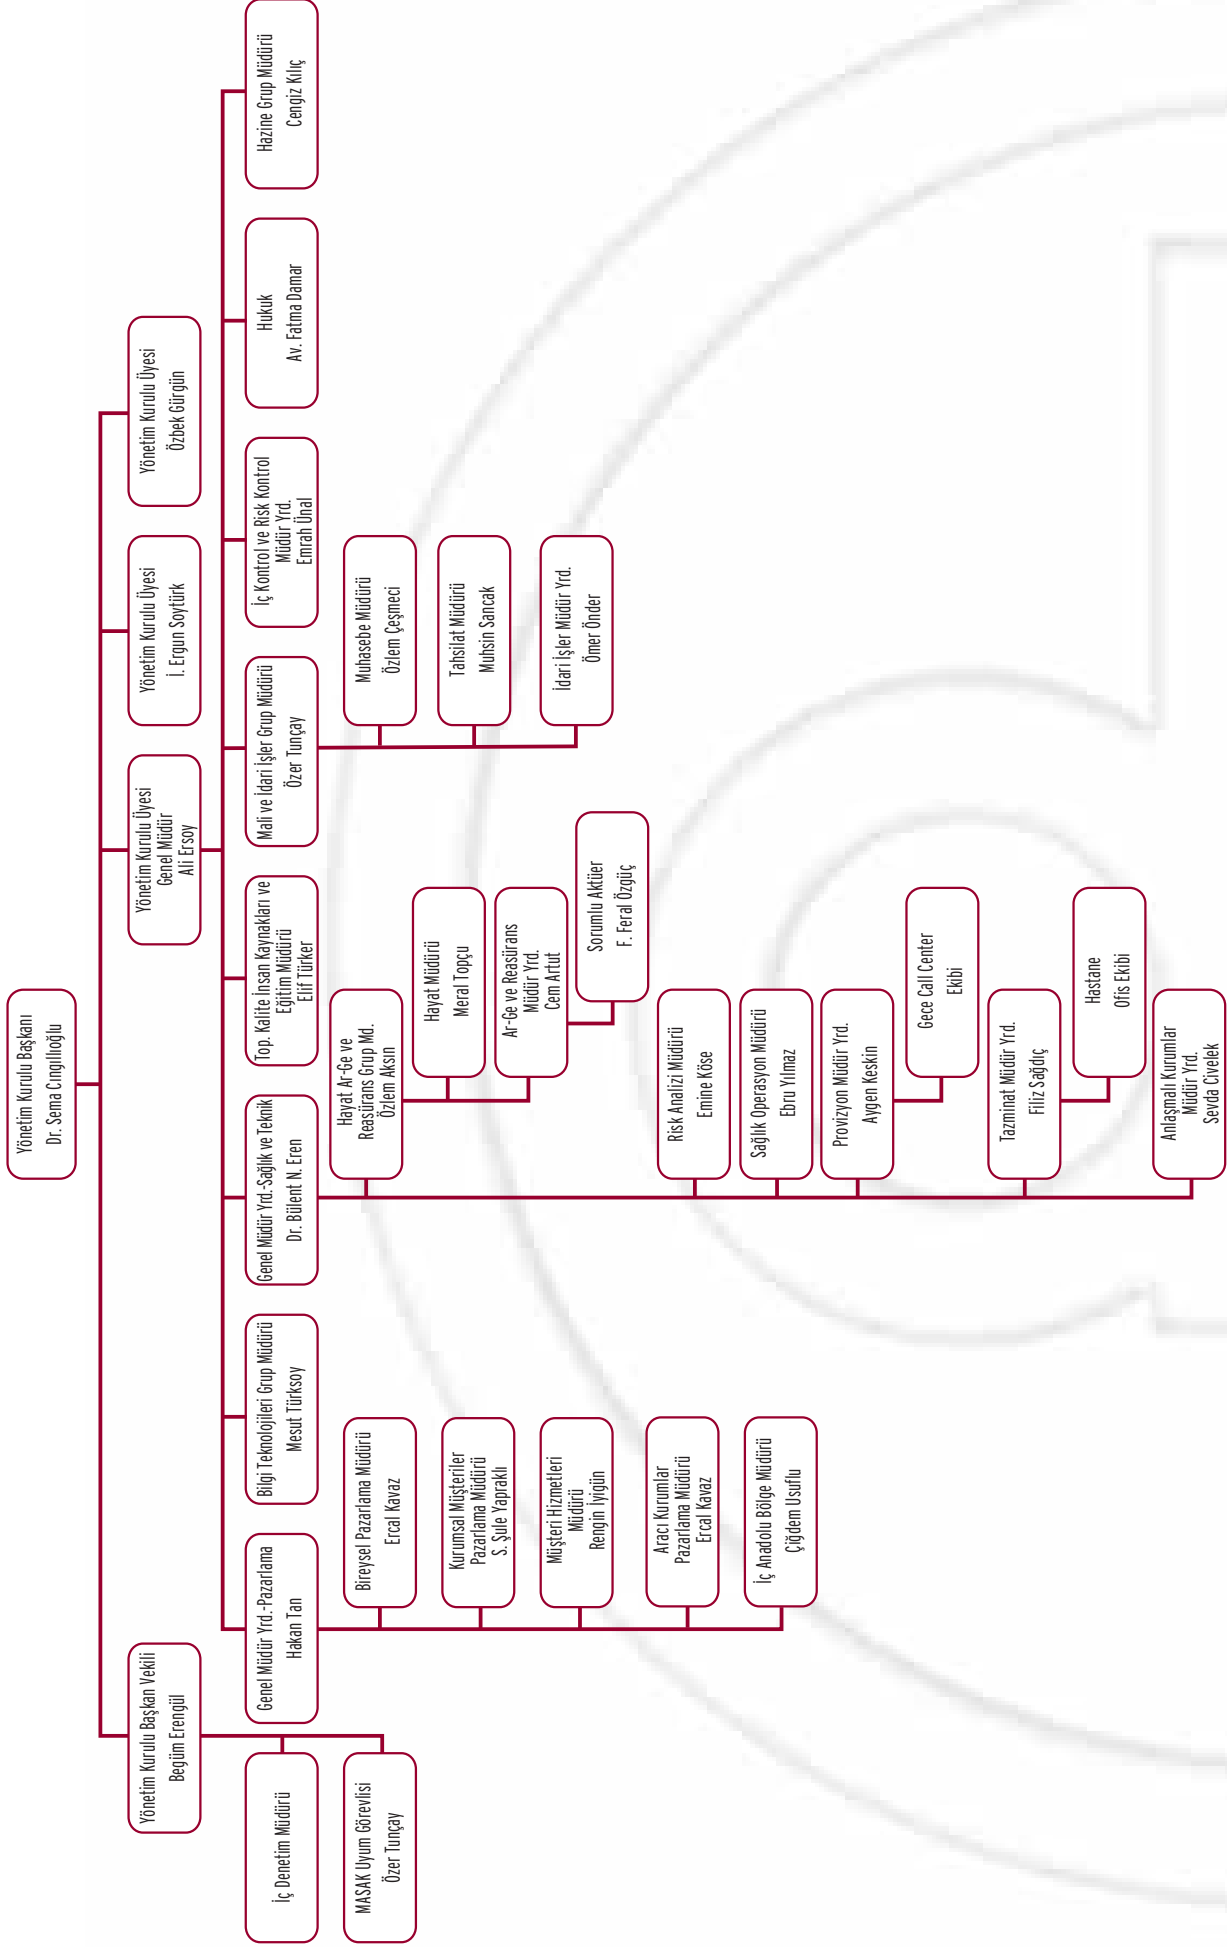 Yönetim Kurulu Başkanı
Dr. Sema Cıngıllıoğlu
Yönetim Kurulu Başkan Vekili
Begüm Erengül
Yönetim Kurulu Üyesi
Genel Müdür
Ali Ersoy
Yönetim Kurulu Üyesi
İ. Ergun Soytürk
Yönetim Kurulu Üyesi
Özbek Gürgün
İç Denetim Müdürü
MASAK Uyum Görevlisi
Özer Tunçay
Genel Müdür Yrd.-Pazarlama
Hakan Tan
Bireysel Pazarlama Müdürü
Ercal Kavaz
Kurumsal Müşteriler
Pazarlama Müdürü
S. Şule Yapraklı
Müşteri Hizmetleri
Müdürü
Rengin İyigün
Aracı Kurumlar
Pazarlama Müdürü
Ercal Kavaz
İç Anadolu Bölge Müdürü
Çiğdem Usuflu
Bilgi Teknolojileri Grup Müdürü
Mesut Türksoy
Genel Müdür Yrd.-Sağlık ve Teknik
Dr. Bülent N. Eren
Hayat Ar-Ge ve
Reasürans Grup Md.
Özlem Aksın
Hayat Müdürü
Meral Topçu
Ar-Ge ve Reasürans
Müdür Yrd.
Cem Artut
Sorumlu Aktüer
F. Feral Özgüç
Risk Analizi Müdürü
Emine Köse
Sağlık Operasyon Müdürü
Ebru Yılmaz
Provizyon Müdür Yrd.
Aygen Keskin
Gece Call Center
Ekibi
Tazminat Müdür Yrd.
Filiz Sağdıç
Hastane
Ofis Ekibi
Anlaşmalı Kurumlar
Müdür Yrd.
Sevda Civelek
Top. Kalite İnsan Kaynakları ve
Eğitim Müdürü
Elif Türker
Mali ve İdari İşler Grup Müdürü
Özer Tunçay
Muhasebe Müdürü
Özlem Çeşmeci
Tahsilat Müdürü
Muhsin Sancak
İdari İşler Müdür Yrd.
Ömer Önder
İç Kontrol ve Risk Kontrol
Müdür Yrd.
Emrah Ünal
Hukuk
Av. Fatma Damar
Hazine Grup Müdürü
Cengiz Kılıç